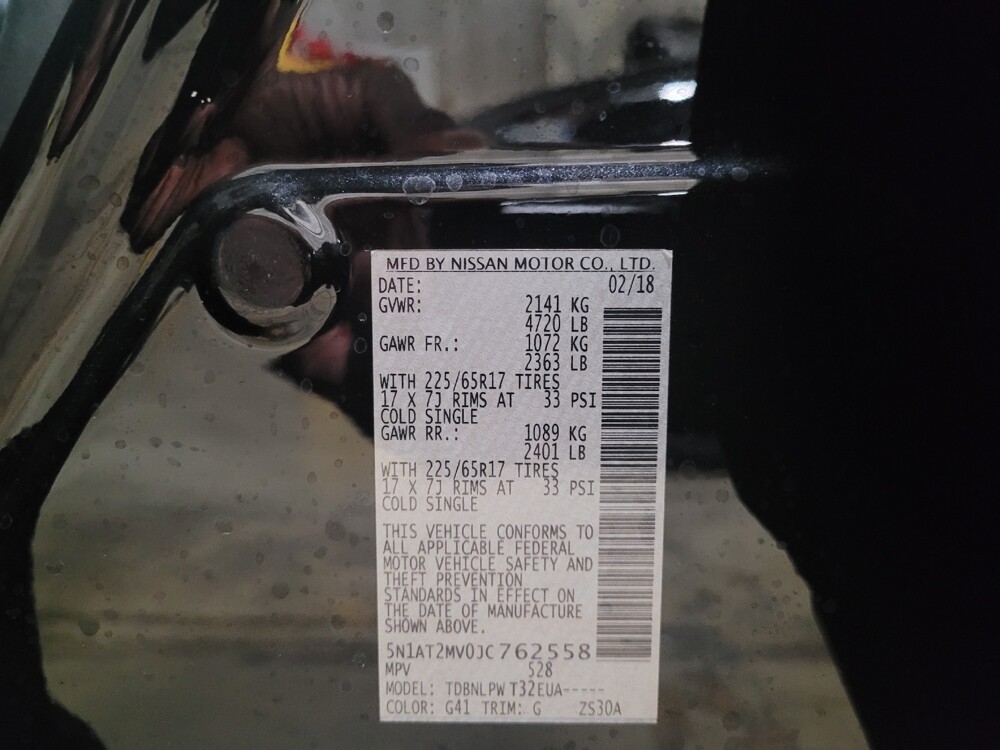 MFD BY NISSAN MOTOR CO., LTD.
DATE: 02/18
GVWR: 2141 KG
4720 LB
GAWR FR.: 1072 KG
2363 LB
WITH 225/65R17 TIRES
17 X 7J RIMS AT 33 PSI
COLD SINGLE
GAWR RR.: 1089 KG
2401 LB
WITH 225/65R17 TIRES
17 X 7J RIMS AT 33 PSI
COLD SINGLE
THIS VEHICLE CONFORMS TO
ALL APPLICABLE FEDERAL
MOTOR VEHICLE SAFETY AND
THEFT PREVENTION
STANDARDS IN EFFECT ON
THE DATE OF MANUFACTURE
SHOWN ABOVE.
5N1AT2MV0JC762558
MPV 528
MODEL: TDBNLPW T32EUA-----
COLOR: G41 TRIM: G ZS30A